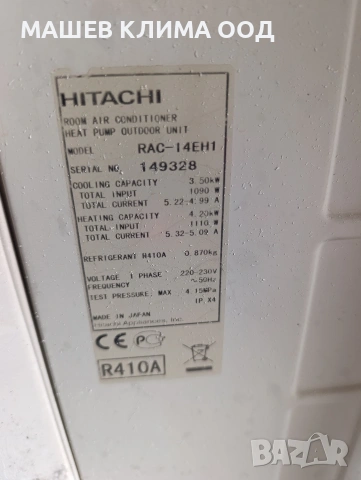 МАШЕВ КЛИМА ООД
HITACHI
ROOM AIR CONDITIONER
HEAT PUMP OUTDOOR UNIT
MODEL RAC-14EH1
SERIAL NO. 149328
COOLING CAPACITY 3.50kW
TOTAL INPUT 1090 W
TOTAL CURRENT 5.22-4.99 A
HEATING CAPACITY 4.20kW
TOTAL INPUT 1110 W
TOTAL CURRENT 5.32-5.09 A
REFRIGERANT R410A 0.870kg
VOLTAGE 1 PHASE 220-230V
FREQUENCY ~50Hz
TEST PRESSURE, MAX 4.15MPa
IP X4
MADE IN JAPAN
Hitachi Appliances, Inc.
CE PC
R410A
bazar